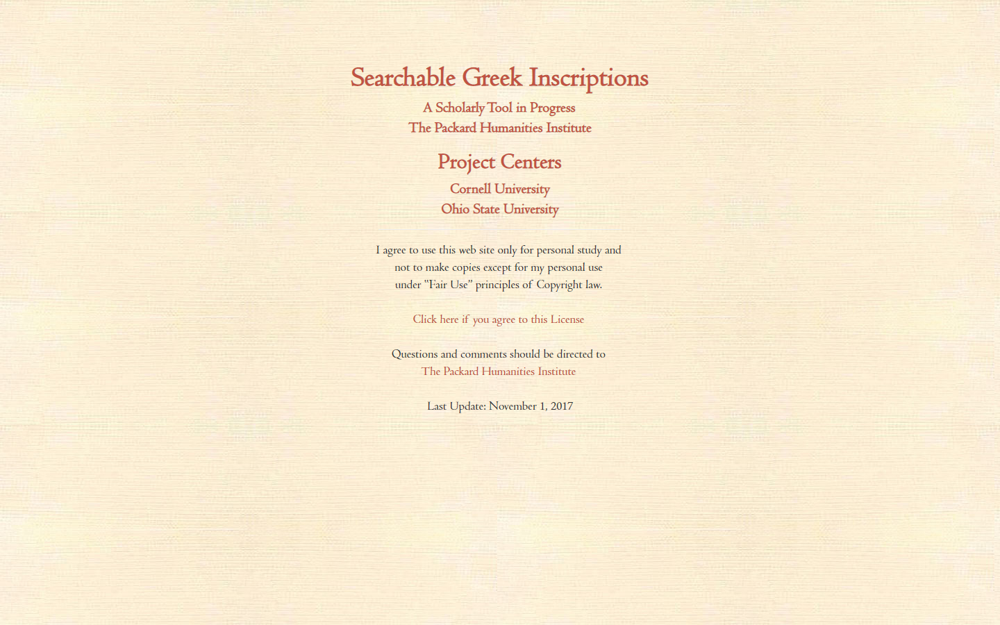 Searchable Greek Inscriptions
A Scholarly Tool in Progress
The Packard Humanities Institute
Project Centers
Cornell University
Ohio State University
I agree to use this web site only for personal study and
not to make copies except for my personal use
under "Fair Use” principles of Copyright law.
Click here if you agree to this License
Questions and comments should be directed to
The Packard Humanities Institute
Last Update: November 1, 2017